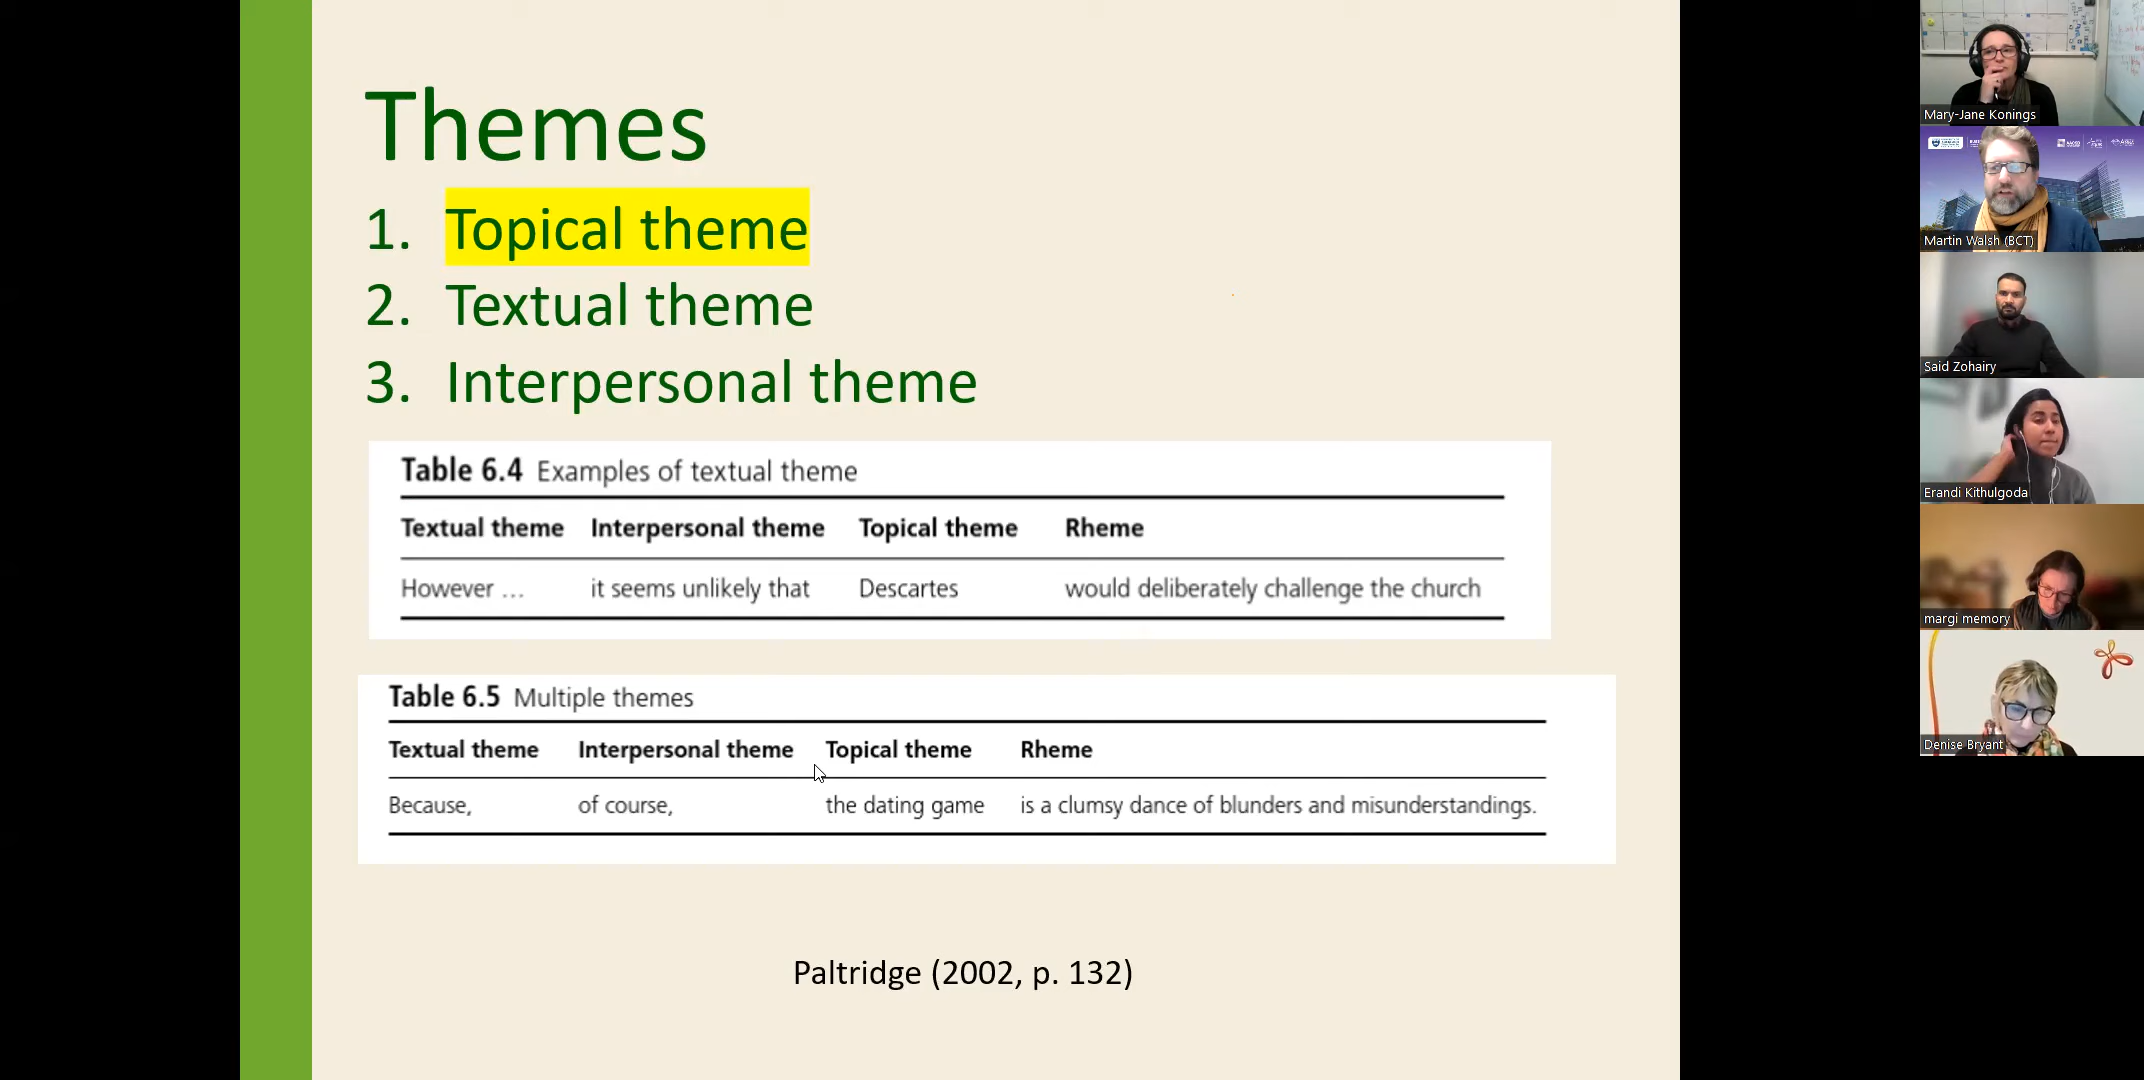 Themes
1. Topical theme
2. Textual theme
3. Interpersonal theme
Table 6.4 Examples of textual theme
Textual theme Interpersonal theme Topical theme Rheme
However ... it seems unlikely that Descartes would deliberately challenge the church
Table 6.5 Multiple themes
Textual theme Interpersonal theme Topical theme Rheme
Because, of course, the dating game is a clumsy dance of blunders and misunderstandings.
Paltridge (2002, p. 132)
Mary-Jane Konings
Martin Walsh (BCT)
Said Zohairy
Erandi Kithulgoda
margi memory
Denise Bryant